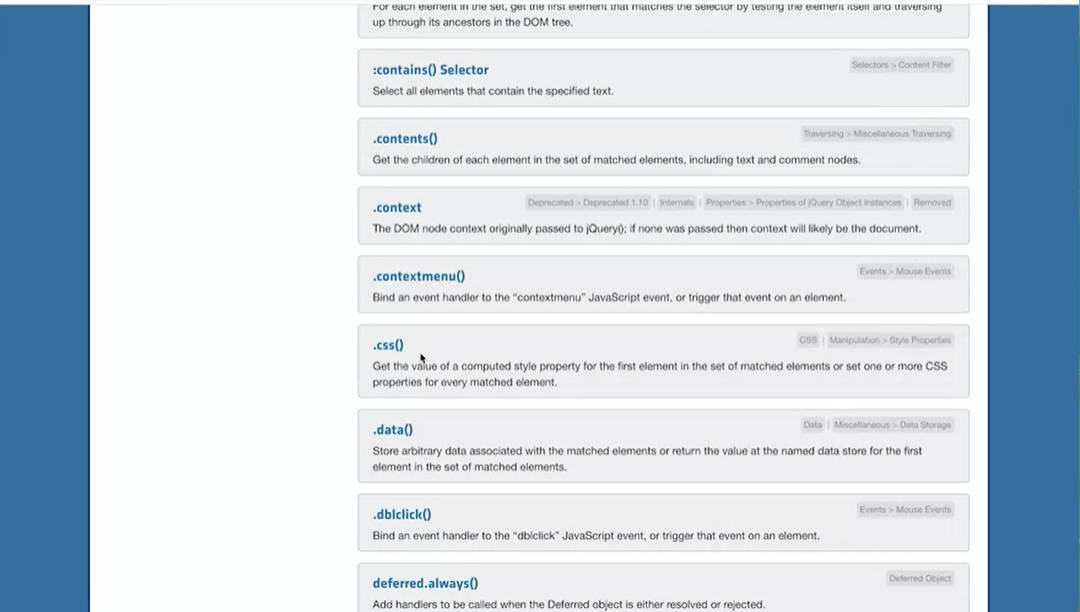 For each element in the set, get the first element that matches the selector by testing the element itself and traversing
up through its ancestors in the DOM tree.
:contains() Selector
Selectors > Content Filter
Select all elements that contain the specified text.
.contents()
Traversing > Miscellaneous Traversing
Get the children of each element in the set of matched elements, including text and comment nodes.
.context
Deprecated > Deprecated 1.10 | Internals | Properties > Properties of jQuery Object Instances | Removed
The DOM node context originally passed to jQuery(); if none was passed then context will likely be the document.
.contextmenu()
Events > Mouse Events
Bind an event handler to the “contextmenu” JavaScript event, or trigger that event on an element.
.css()
CSS | Manipulation > Style Properties
Get the value of a computed style property for the first element in the set of matched elements or set one or more CSS
properties for every matched element.
.data()
Data | Miscellaneous > Data Storage
Store arbitrary data associated with the matched elements or return the value at the named data store for the first
element in the set of matched elements.
.dblclick()
Events > Mouse Events
Bind an event handler to the “dblclick” JavaScript event, or trigger that event on an element.
deferred.always()
Deferred Object
Add handlers to be called when the Deferred object is either resolved or rejected.